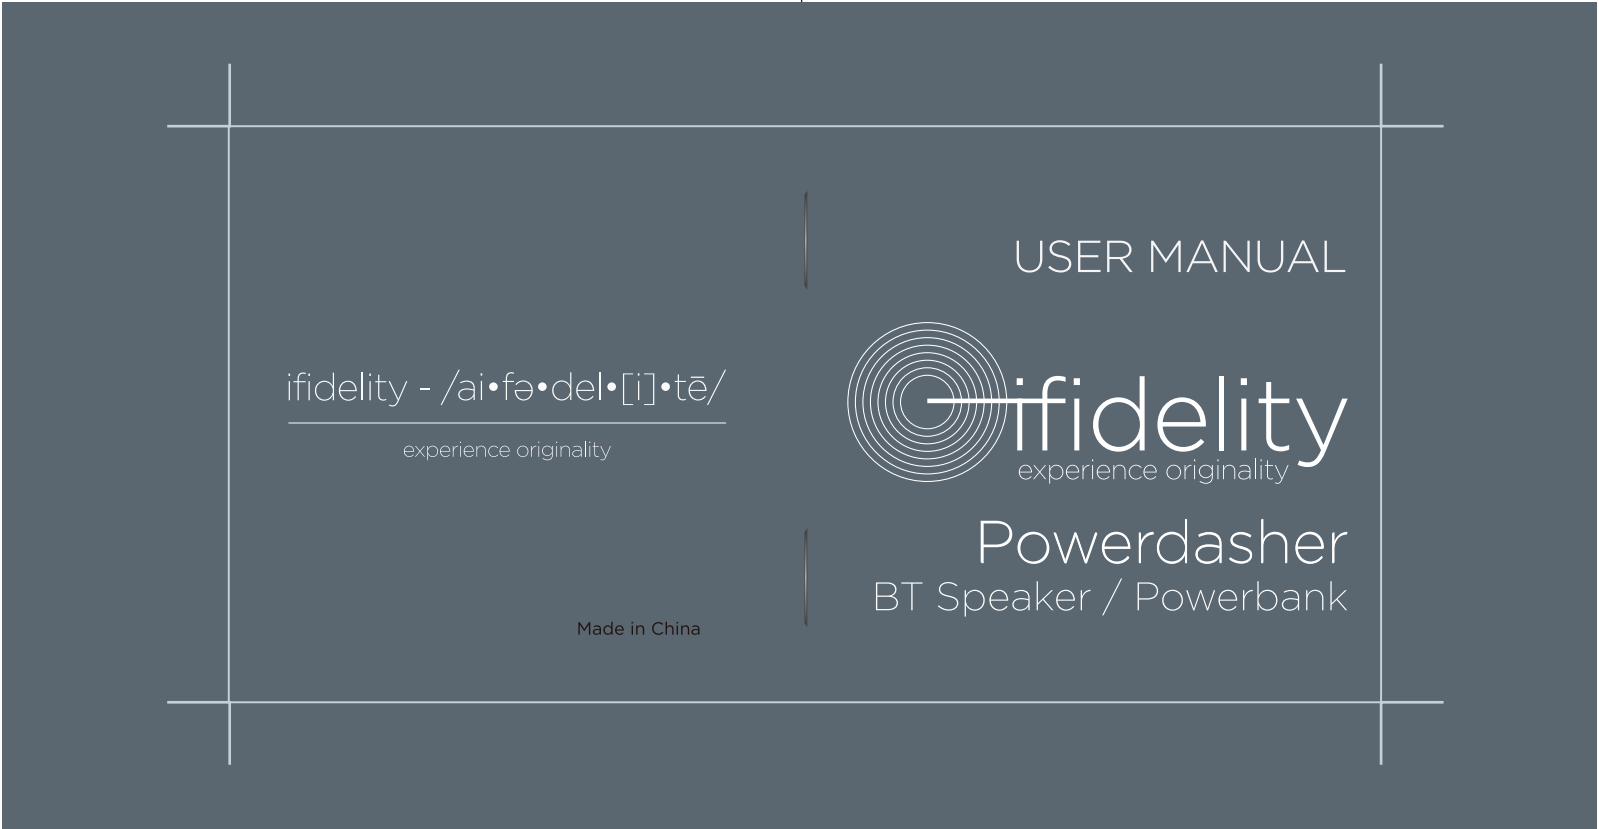 ifidelity - /ai•fə•del•[i]•tē/
experience originality
Made in China
USER MANUAL
ifidelity
experience originality
Powerdasher
BT Speaker / Powerbank